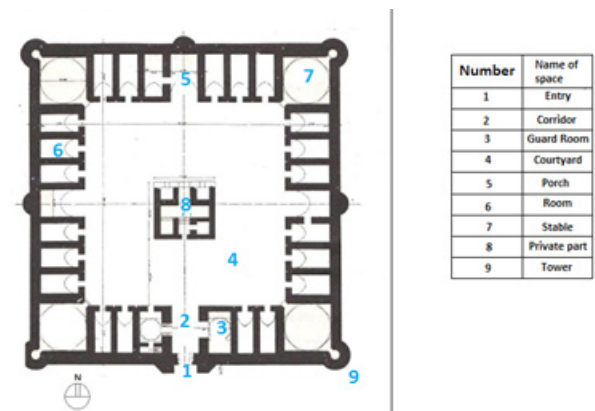 5
7
6
8
4
2
3
1
9
N
Number Name of space
1 Entry
2 Corridor
3 Guard Room
4 Courtyard
5 Porch
6 Room
7 Stable
8 Private part
9 Tower